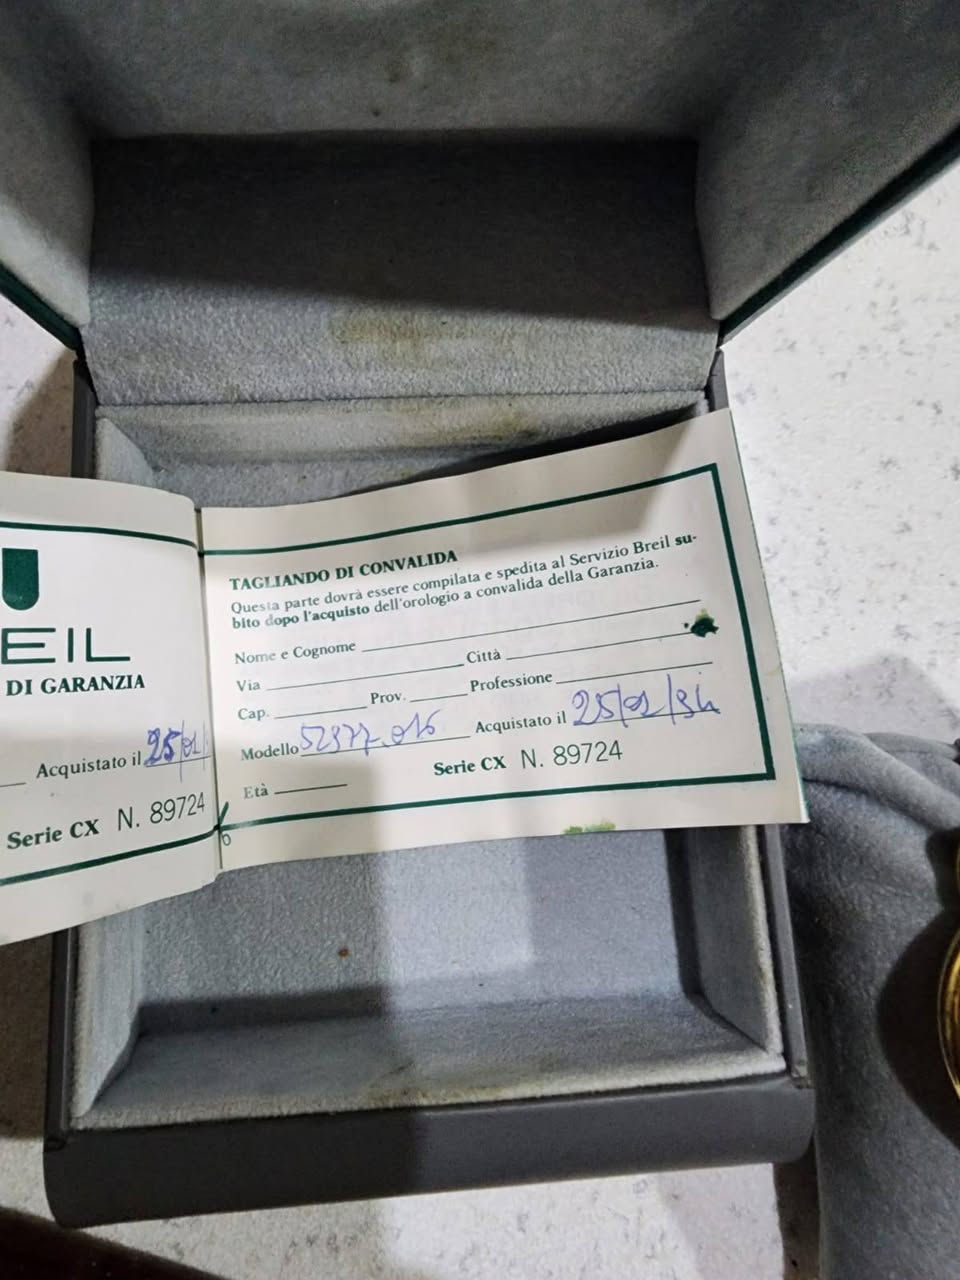 EIL
DI GARANZIA
Acquistato il 25/
Serie CX N. 89724
TAGLIANDO DI CONVALIDA
Questa parte dovrà essere compilata e spedita al Servizio Breil su-
bito dopo l'acquisto dell'orologio a convalida della Garanzia.
Nome e Cognome
Via Città
Cap. Prov. Professione
Modello Acquistato il
Età Serie CX N. 89724
6